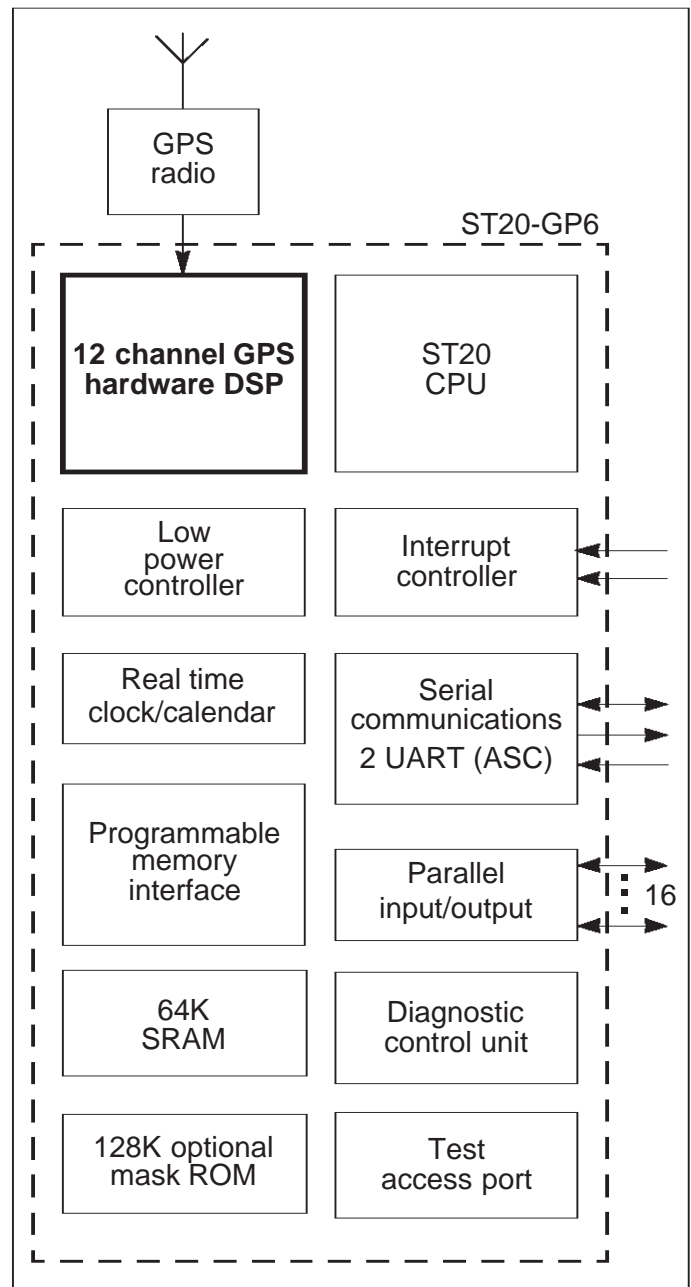 GPS
radio
ST20-GP6
12 channel GPS
hardware DSP
ST20
CPU
Low
power
controller
Interrupt
controller
Real time
clock/calendar
Serial
communications
2 UART (ASC)
Programmable
memory
interface
Parallel
input/output
16
64K
SRAM
Diagnostic
control unit
128K optional
mask ROM
Test
access port